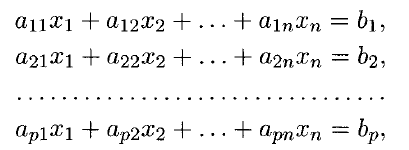 a₁₁x₁ + a₁₂x₂ + ... + a₁ₙxₙ = b₁,
a₂₁x₁ + a₂₂x₂ + ... + a₂ₙxₙ = b₂,
.................................
aₚ₁x₁ + aₚ₂x₂ + ... + aₚₙxₙ = bₚ,